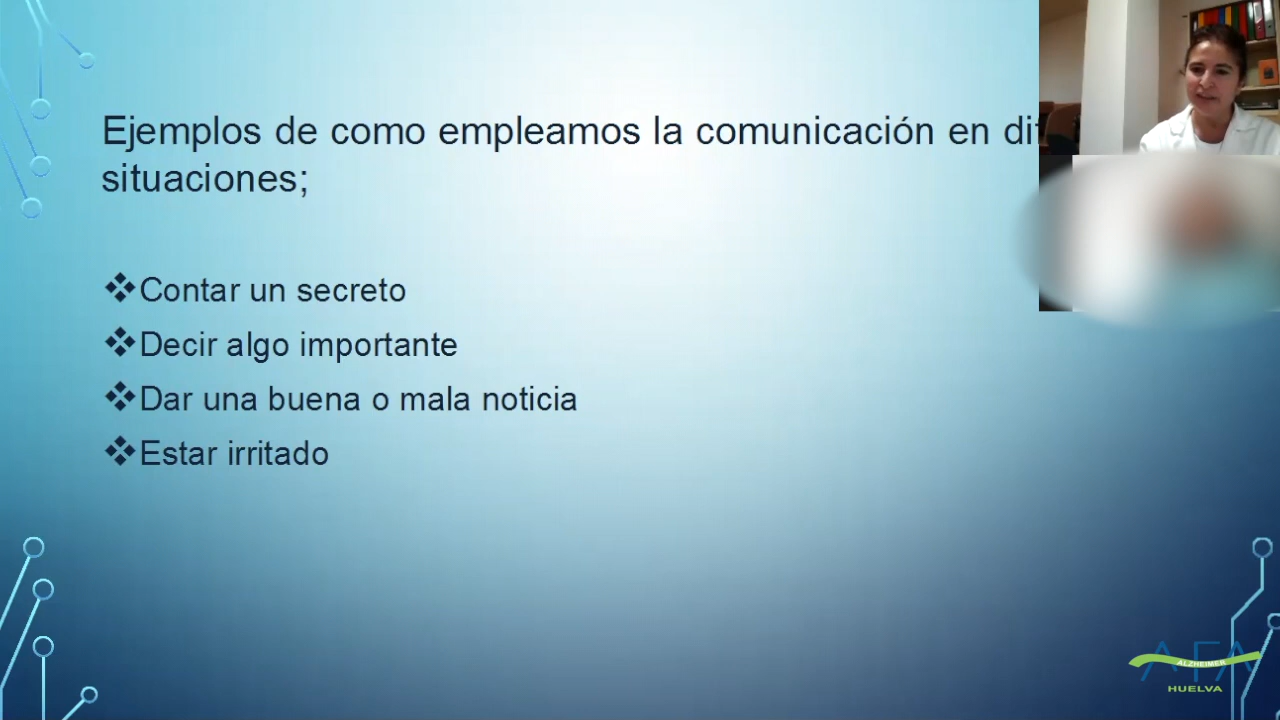 Ejemplos de como empleamos la comunicación en
situaciones;
Contar un secreto
Decir algo importante
Dar una buena o mala noticia
Estar irritado
AFA
ALZHEIMER
HUELVA